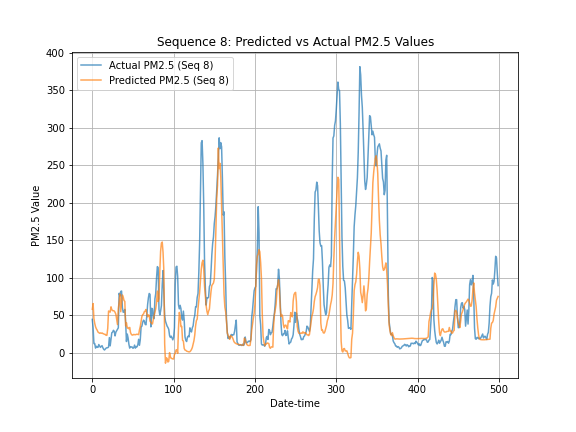 Sequence 8: Predicted vs Actual PM2.5 Values
Actual PM2.5 (Seq 8)
Predicted PM2.5 (Seq 8)
PM2.5 Value
400
350
300
250
200
150
100
50
0
0 100 200 300 400 500
Date-time